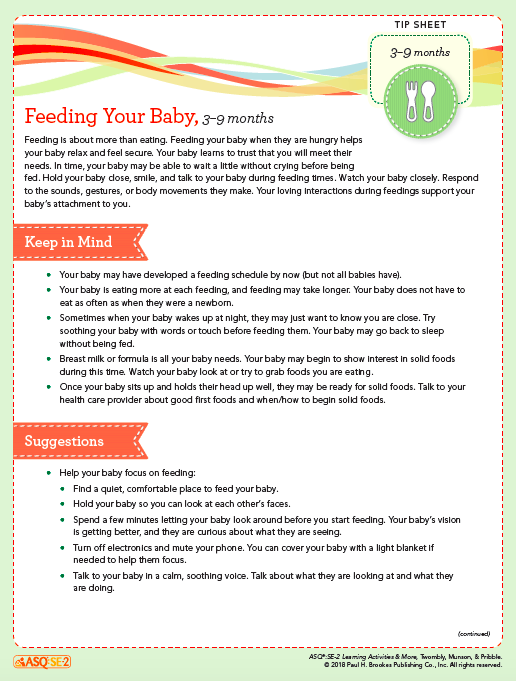 TIP SHEET
3–9 months
Feeding Your Baby, 3–9 months
Feeding is about more than eating. Feeding your baby when they are hungry helps
your baby relax and feel secure. Your baby learns to trust that you will meet their
needs. In time, your baby may be able to wait a little without crying before being
fed. Hold your baby close, smile, and talk to your baby during feeding times. Watch your baby closely. Respond
to the sounds, gestures, or body movements they make. Your loving interactions during feedings support your
baby's attachment to you.
Keep in Mind
• Your baby may have developed a feeding schedule by now (but not all babies have).
• Your baby is eating more at each feeding, and feeding may take longer. Your baby does not have to
eat as often as when they were a newborn.
• Sometimes when your baby wakes up at night, they may just want to know you are close. Try
soothing your baby with words or touch before feeding them. Your baby may go back to sleep
without being fed.
• Breast milk or formula is all your baby needs. Your baby may begin to show interest in solid foods
during this time. Watch your baby look at or try to grab foods you are eating.
• Once your baby sits up and holds their head up well, they may be ready for solid foods. Talk to your
health care provider about good first foods and when/how to begin solid foods.
Suggestions
• Help your baby focus on feeding:
• Find a quiet, comfortable place to feed your baby.
• Hold your baby so you can look at each other's faces.
• Spend a few minutes letting your baby look around before you start feeding. Your baby's vision
is getting better, and they are curious about what they are seeing.
• Turn off electronics and mute your phone. You can cover your baby with a light blanket if
needed to help them focus.
• Talk to your baby in a calm, soothing voice. Talk about what they are looking at and what they
are doing.
(continued)
ASQ:SE-2
ASQ®:SE-2 Learning Activities & More, Twombly, Munson, & Pribble.
© 2018 Paul H. Brookes Publishing Co., Inc. All rights reserved.